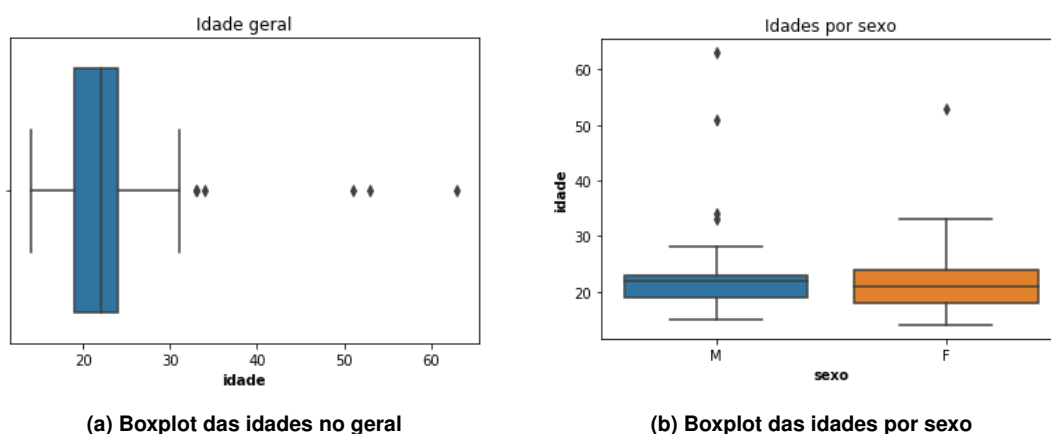 Idade geral
20 30 40 50 60
idade
(a) Boxplot das idades no geral
Idades por sexo
60
50
40
30
20
idade
M F
sexo
(b) Boxplot das idades por sexo